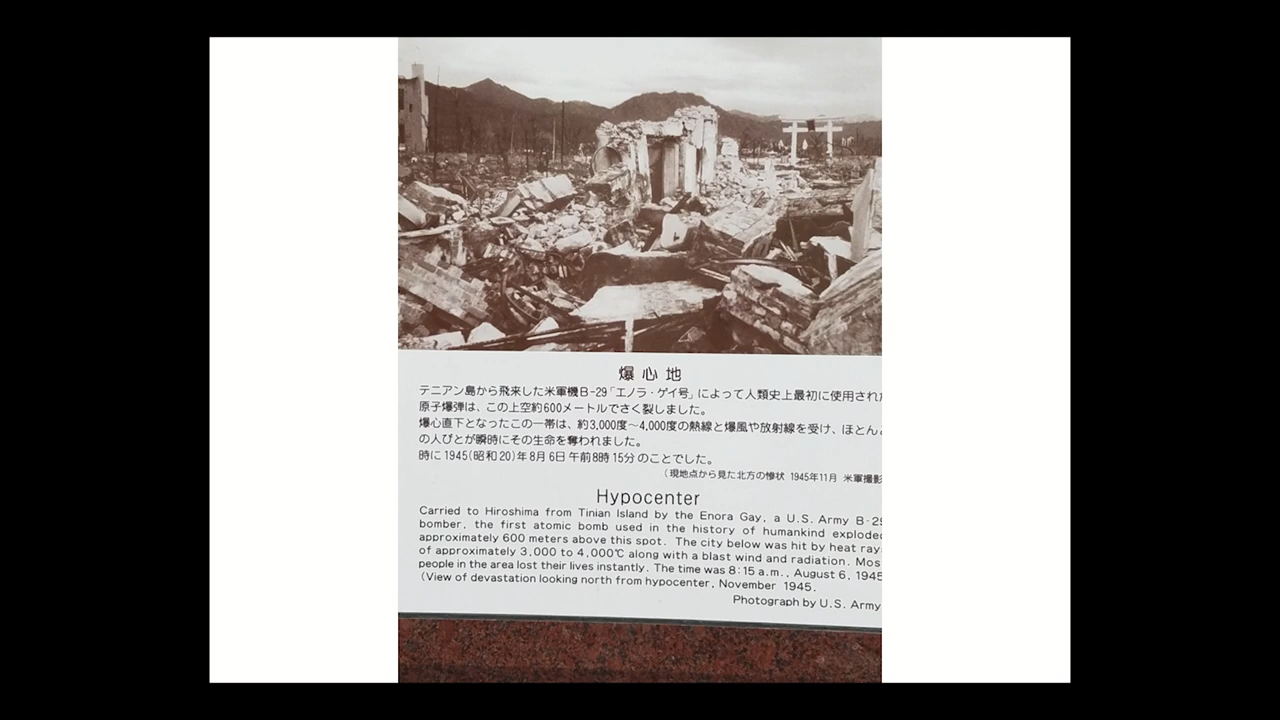 爆心地
テニアン島から飛来した米軍機B-29「エノラ・ゲイ号」によって人類史上最初に使用され
原子爆弾は、この上空約600メートルでさく裂しました。
爆心直下となったこの一帯は、約3,000度～4,000度の熱線と爆風や放射線を受け、ほとん
の人びとが瞬時にその生命を奪われました。
時に1945(昭和20)年8月6日午前8時15分のことでした。
(現地点から見た北方の惨状 1945年11月 米軍撮影
Hypocenter
Carried to Hiroshima from Tinian Island by the Enora Gay, a U.S. Army B-29
bomber, the first atomic bomb used in the history of humankind exploded
approximately 600 meters above this spot. The city below was hit by heat ray
of approximately 3,000 to 4,000℃ along with a blast wind and radiation. Mos
people in the area lost their lives instantly. The time was 8:15 a.m., August 6, 1945
(View of devastation looking north from hypocenter, November 1945.
Photograph by U.S. Army